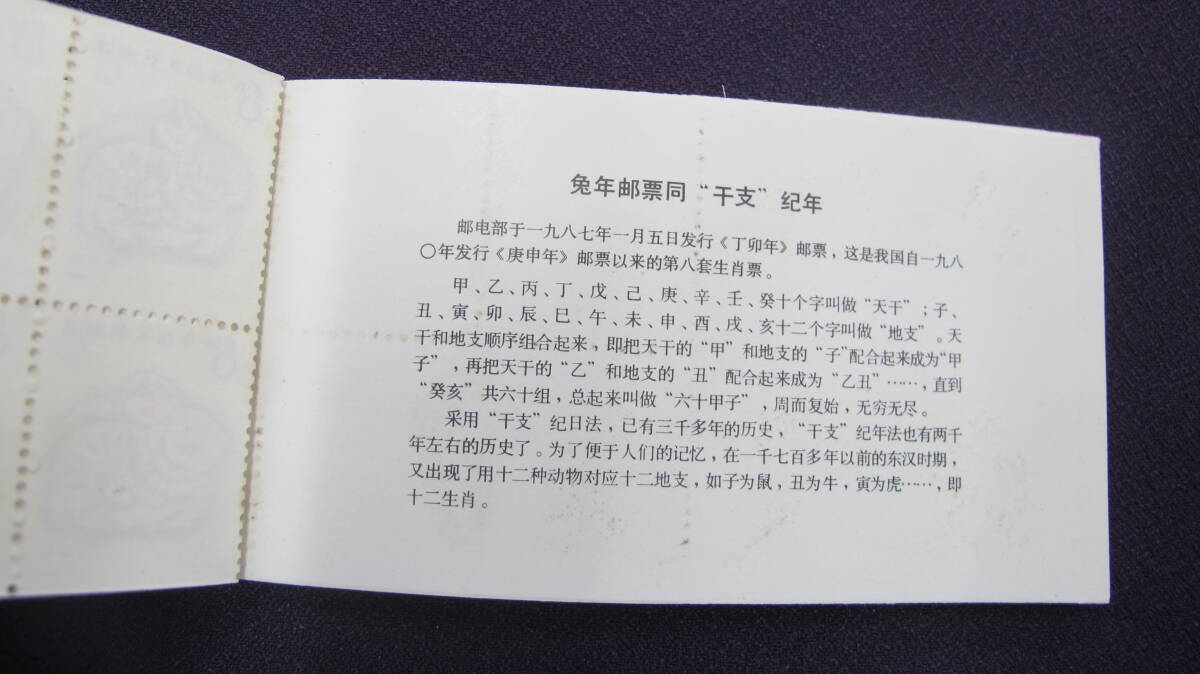 兔年邮票同“干支”纪年
邮电部于一九八七年一月五日发行《丁卯年》邮票，这是我国自一九八
〇年发行《庚申年》邮票以来的第八套生肖票。
甲、乙、丙、丁、戊、己、庚、辛、壬、癸十个字叫做“天干”；子、
丑、寅、卯、辰、巳、午、未、申、酉、戌、亥十二个字叫做“地支”。天
干和地支顺序组合起来，即把天干的“甲”和地支的“子”配合起来成为“甲
子”，再把天干的“乙”和地支的“丑”配合起来成为“乙丑”……，直到
“癸亥”共六十组，总起来叫做“六十甲子”，周而复始，无穷无尽。
采用“干支”纪日法，已有三千多年的历史，“干支”纪年法也有两千
年左右的历史了。为了便于人们的记忆，在一千七百多年以前的东汉时期，
又出现了用十二种动物对应十二地支，如子为鼠，丑为牛，寅为虎……，即
十二生肖。